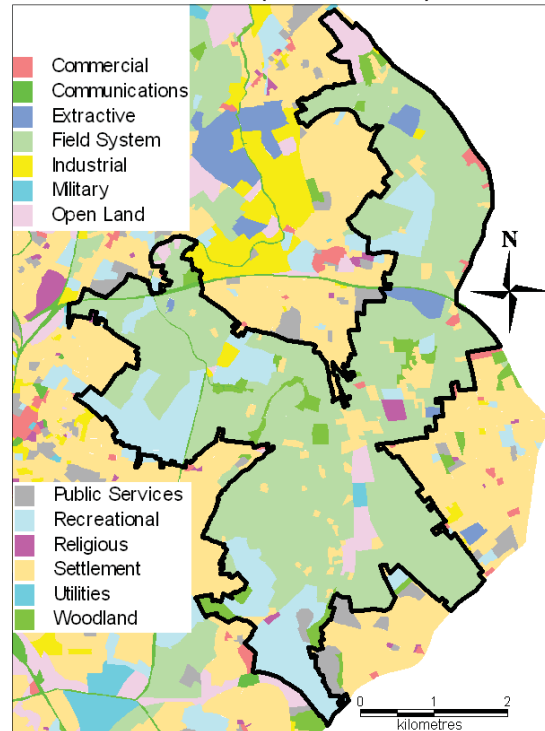 Commercial
Communications
Extractive
Field System
Industrial
Military
Open Land
N
Public Services
Recreational
Religious
Settlement
Utilities
Woodland
0 1 2
kilometres